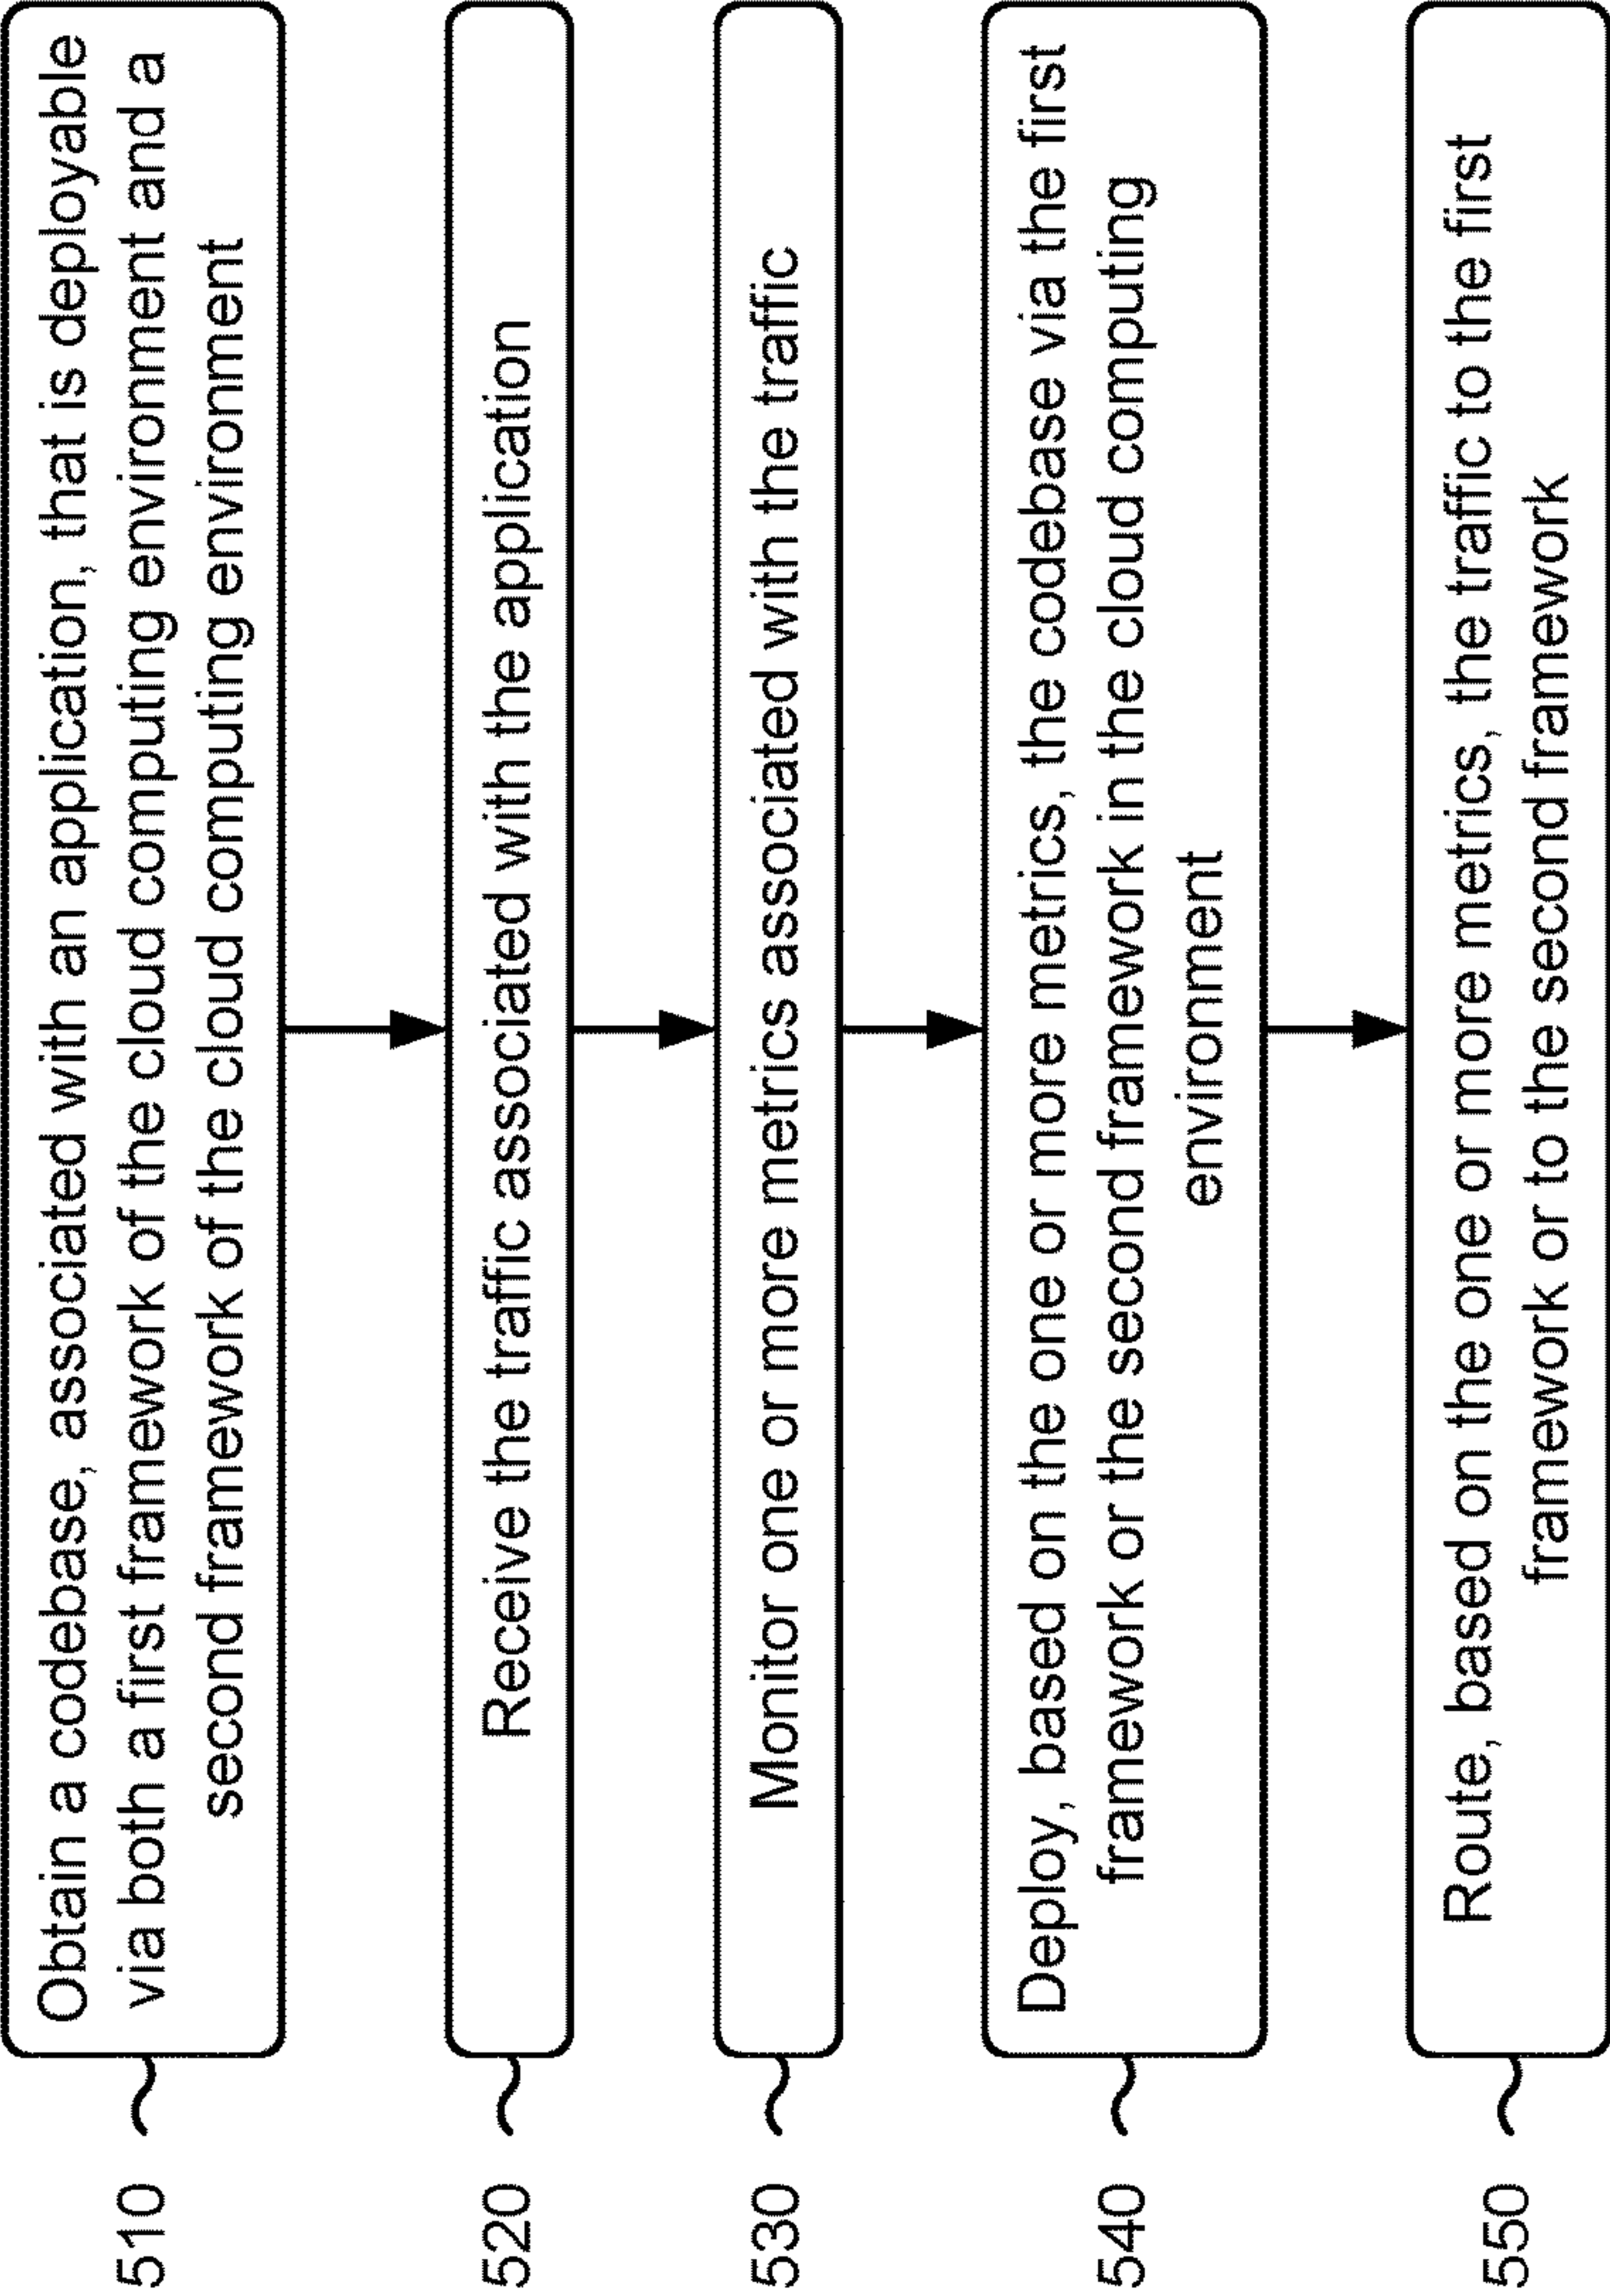 510
Obtain a codebase, associated with an application, that is deployable
via both a first framework of the cloud computing environment and a
second framework of the cloud computing environment
520
Receive the traffic associated with the application
530
Monitor one or more metrics associated with the traffic
540
Deploy, based on the one or more metrics, the codebase via the first
framework or the second framework in the cloud computing
environment
550
Route, based on the one or more metrics, the traffic to the first
framework or to the second framework